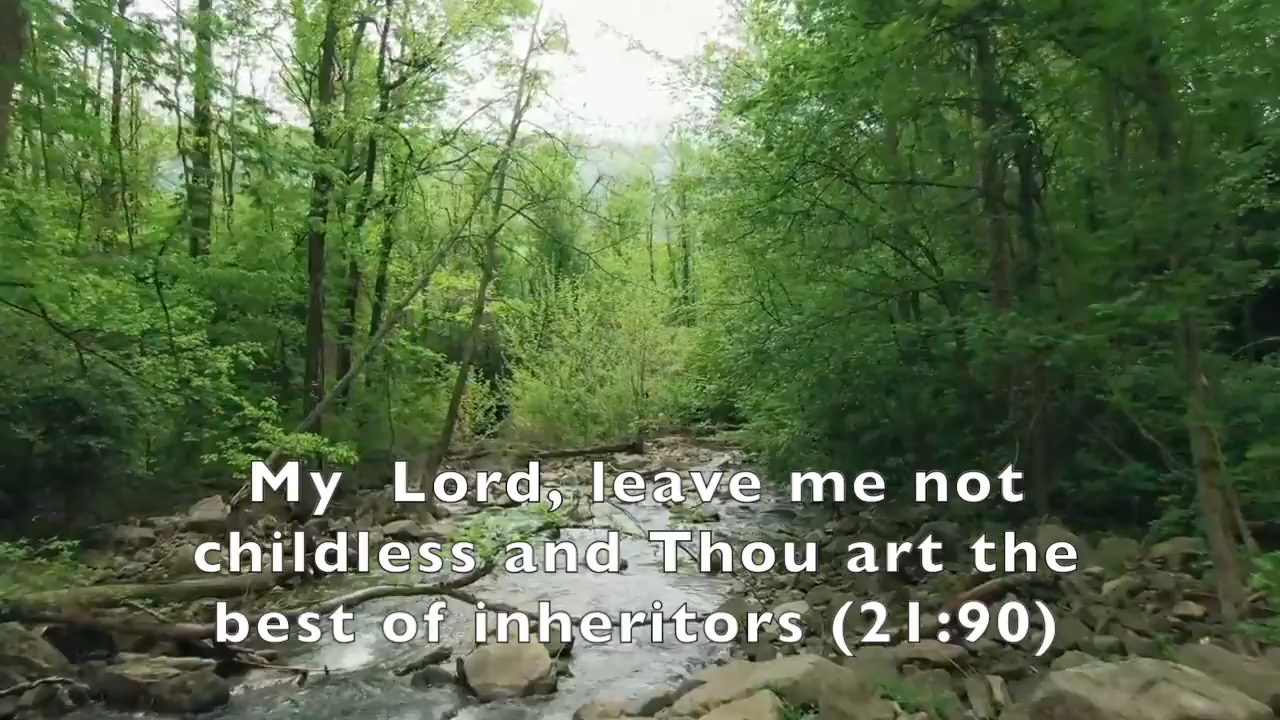 My Lord, leave me not
childless and Thou art the
best of inheritors (21:90)